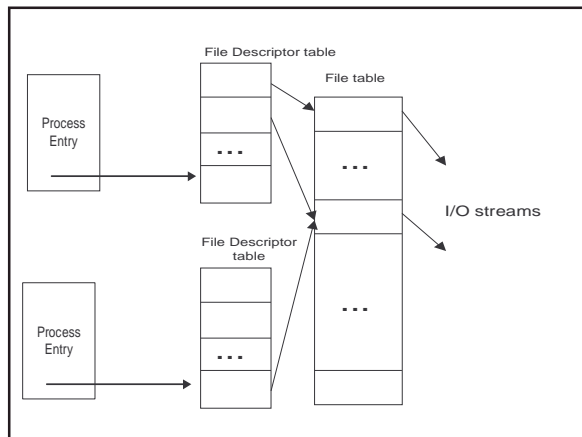 File Descriptor table
File table
Process
Entry
...
...
I/O streams
File Descriptor
table
Process
Entry
...
...